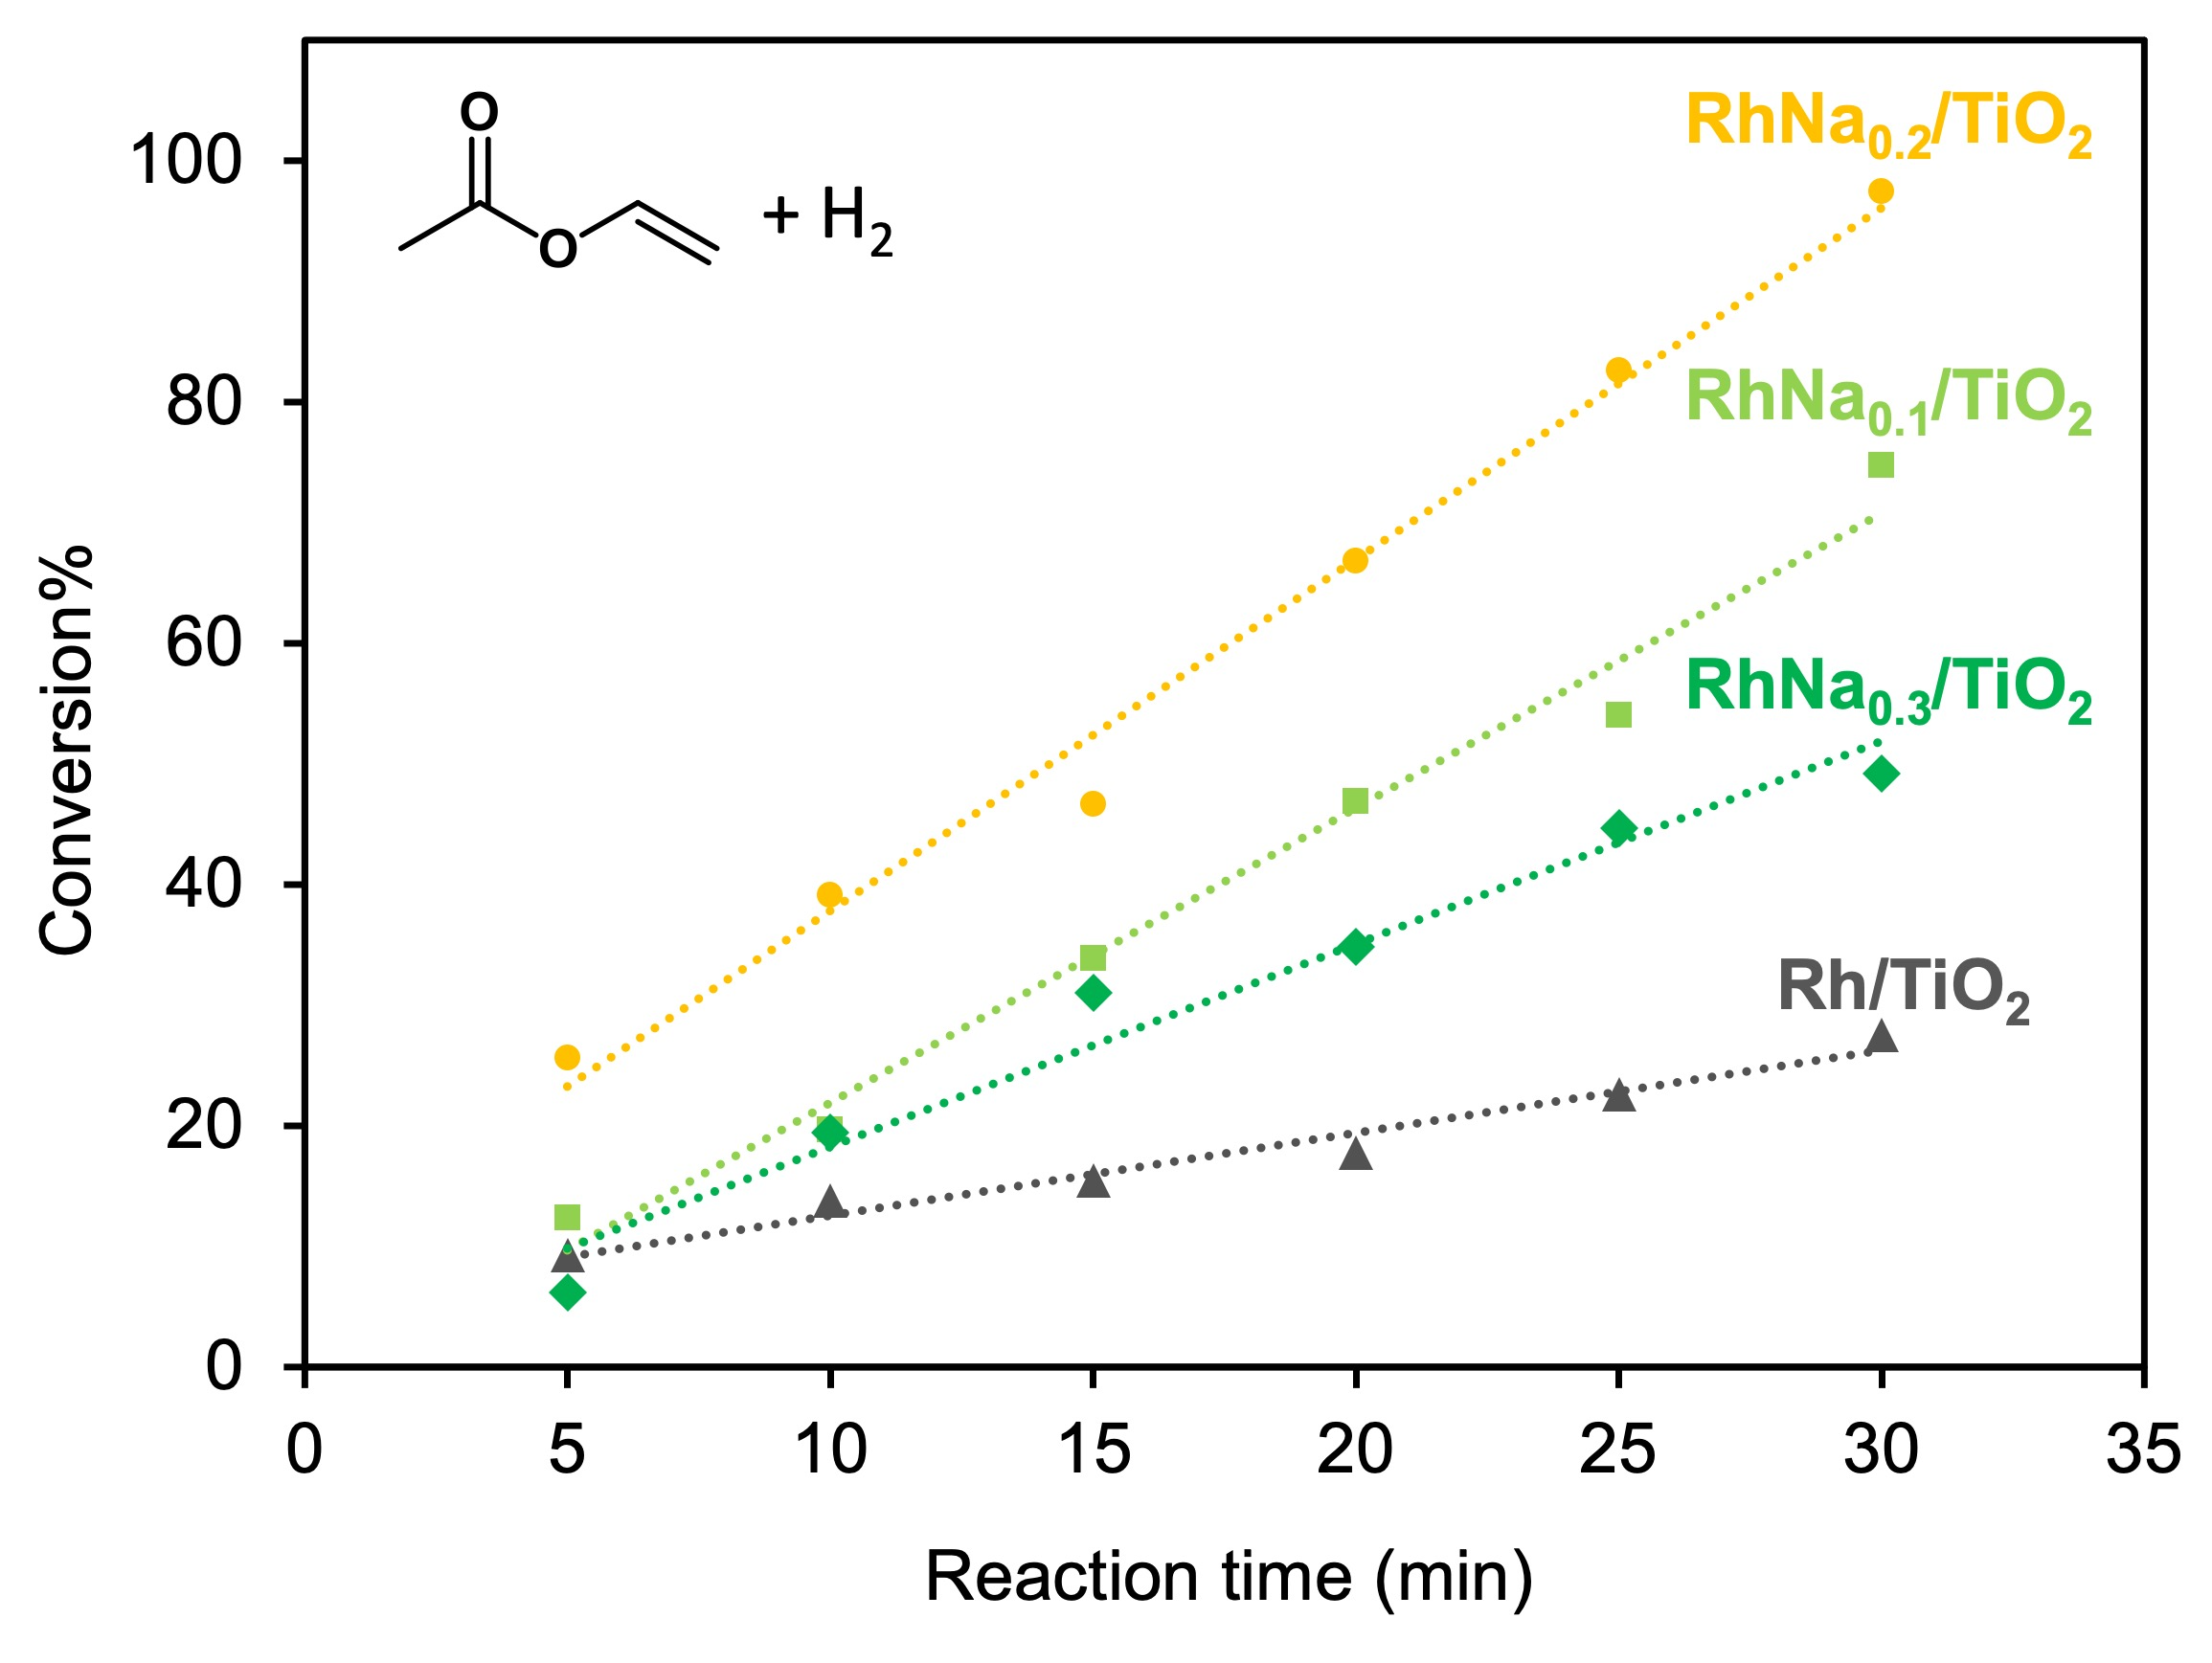 O
O
+ H₂
RhNa₀.₂/TiO₂
RhNa₀.₁/TiO₂
RhNa₀.₃/TiO₂
Rh/TiO₂
Conversion%
100
80
60
40
20
0
0 5 10 15 20 25 30 35
Reaction time (min)